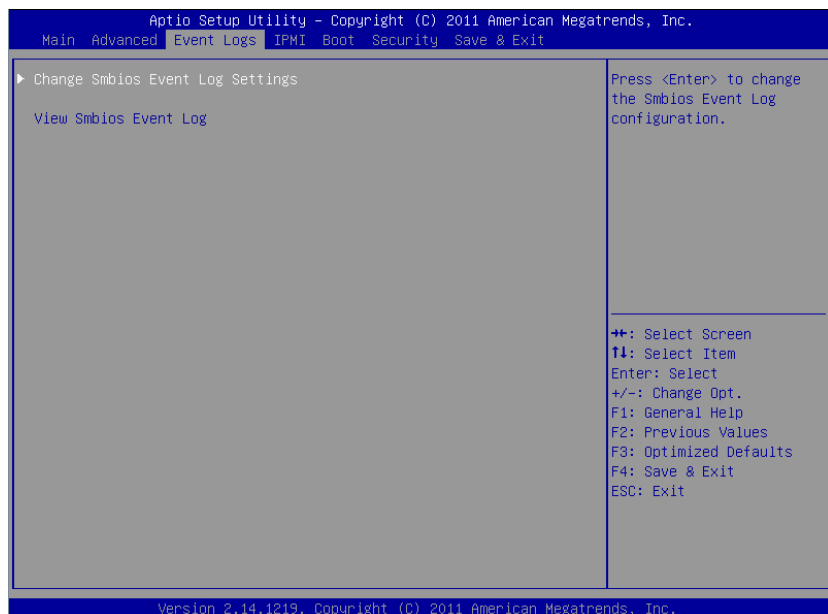 Aptio Setup Utility – Copyright (C) 2011 American Megatrends, Inc.
Main Advanced Event Logs IPMI Boot Security Save & Exit
▶ Change Smbios Event Log Settings
View Smbios Event Log
Press <Enter> to change
the Smbios Event Log
configuration.
→←: Select Screen
↑↓: Select Item
Enter: Select
+/-: Change Opt.
F1: General Help
F2: Previous Values
F3: Optimized Defaults
F4: Save & Exit
ESC: Exit
Version 2.14.1219. Copyright (C) 2011 American Megatrends, Inc.